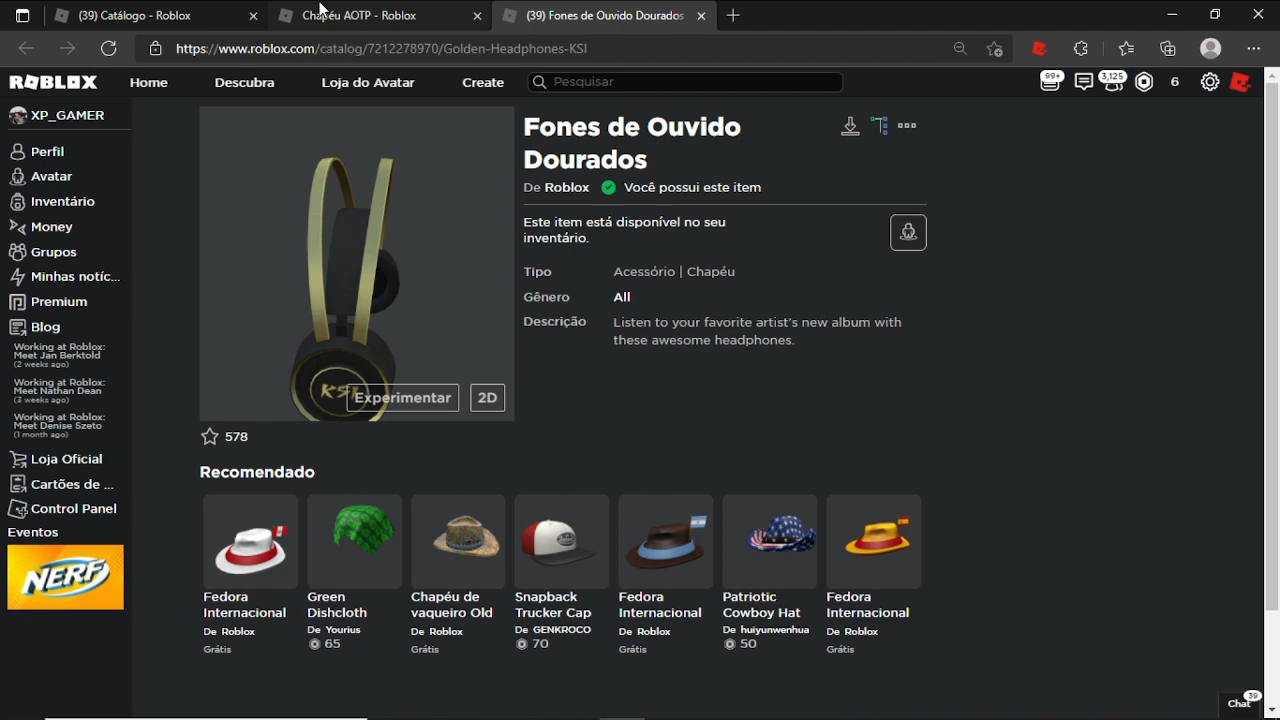 (39) Catálogo - Roblox
Chapéu AOTP - Roblox
(39) Fones de Ouvido Dourados
https://www.roblox.com/catalog/7212278970/Golden-Headphones-KSI
ROBLOX
Home
Descubra
Loja do Avatar
Create
Pesquisar
99+
3,125
6
XP_GAMER
Perfil
Avatar
Inventário
Money
Grupos
Minhas notíc...
Premium
Blog
Working at Roblox:
Meet Jan Berktold
(2 weeks ago)
Working at Roblox:
Meet Nathan Dean
(3 weeks ago)
Working at Roblox:
Meet Denise Szeto
(1 month ago)
Loja Oficial
Cartões de ...
Control Panel
Eventos
NERF
KSI
Experimentar
2D
578
Fones de Ouvido
Dourados
De Roblox Você possui este item
Este item está disponível no seu
inventário.
Tipo Acessório | Chapéu
Gênero All
Descrição Listen to your favorite artist's new album with
these awesome headphones.
Recomendado
Fedora
Internacional
De Roblox
Grátis
Green
Dishcloth
De Yourius
65
Chapéu de
vaqueiro Old
De Roblox
Grátis
Snapback
Trucker Cap
De GENKROCO
70
Fedora
Internacional
De Roblox
Grátis
Patriotic
Cowboy Hat
De huiyunwenhua
50
Fedora
Internacional
De Roblox
Grátis
Chat
39